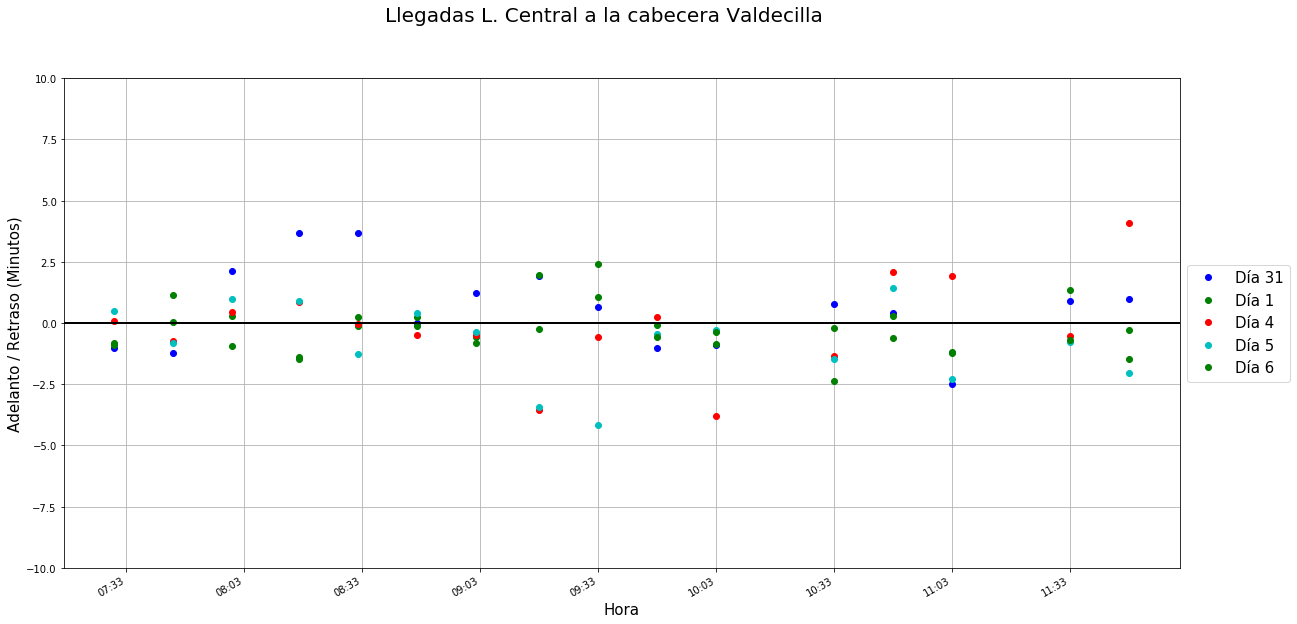 Llegadas L. Central a la cabecera Valdecilla
Adelanto / Retraso (Minutos)
10.0
7.5
5.0
2.5
0.0
−2.5
−5.0
−7.5
−10.0
07:33 08:03 08:33 09:03 09:33 10:03 10:33 11:03 11:33
Hora
Día 31
Día 1
Día 4
Día 5
Día 6